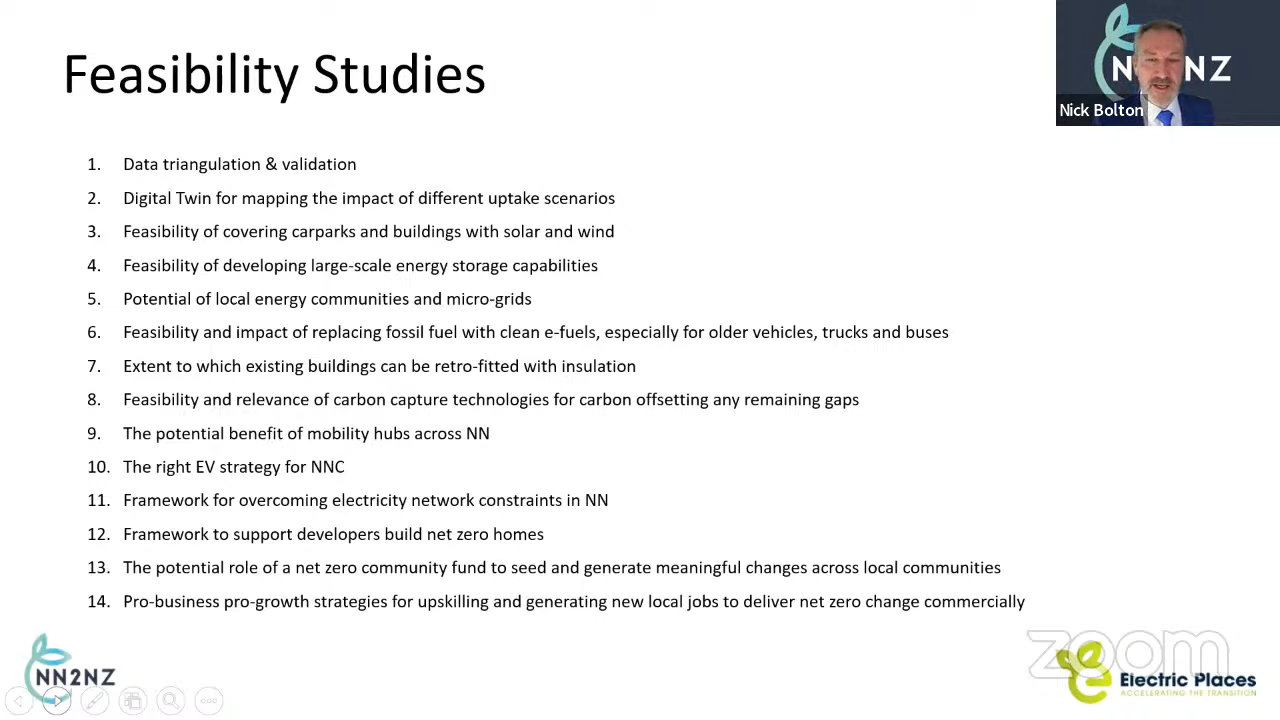 Feasibility Studies
N NZ
Nick Bolton
1. Data triangulation & validation
2. Digital Twin for mapping the impact of different uptake scenarios
3. Feasibility of covering carparks and buildings with solar and wind
4. Feasibility of developing large-scale energy storage capabilities
5. Potential of local energy communities and micro-grids
6. Feasibility and impact of replacing fossil fuel with clean e-fuels, especially for older vehicles, trucks and buses
7. Extent to which existing buildings can be retro-fitted with insulation
8. Feasibility and relevance of carbon capture technologies for carbon offsetting any remaining gaps
9. The potential benefit of mobility hubs across NN
10. The right EV strategy for NNC
11. Framework for overcoming electricity network constraints in NN
12. Framework to support developers build net zero homes
13. The potential role of a net zero community fund to seed and generate meaningful changes across local communities
14. Pro-business pro-growth strategies for upskilling and generating new local jobs to deliver net zero change commercially
zoom
NN2NZ
Electric Places
ACCELERATING THE TRANSITION